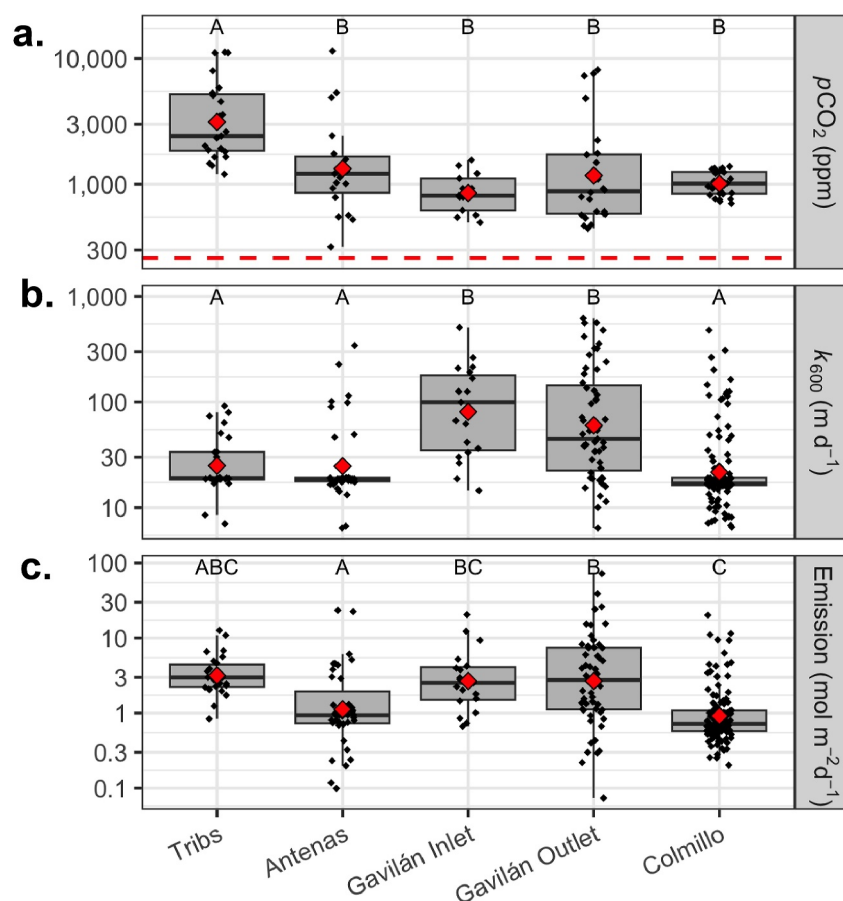 a.
A B B B B
10,000
3,000
1,000
300
pCO₂ (ppm)
b.
A A B B A
1,000
300
100
30
10
k₆₀₀ (m d⁻¹)
c.
ABC A BC B C
100
30
10
3
1
0.3
0.1
Emission (mol m⁻²d⁻¹)
Tribs
Antenas
Gavilán Inlet
Gavilán Outlet
Colmillo